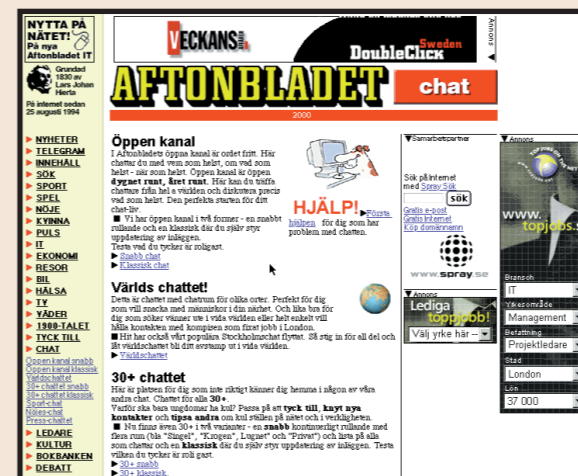 NYTTA PÅ
NÄTET!
På nya
Aftonbladet IT
Grundad
1830 av
Lars Johan
Hierta
På internet sedan
25 augusti 1994
NYHETER
TELEGRAM
INNEHÅLL
SÖK
SPORT
SPEL
NÖJE
KVINNA
PULS
IT
EKONOMI
RESOR
BIL
HÄLSA
TV
VÄDER
1900-TALET
TYCK TILL
CHAT
Öppen kanal snabb
Öppen kanal klassisk
Världschattet
30+ chattet snabb
30+ chattet klassisk
Sport-chat
Nöjes-chat
Press-chattet
LEDARE
KULTUR
BOKBANKEN
DEBATT
VECKANS
DoubleClick
Sweden
Annons
AFTONBLADET
chat
2000
Öppen kanal
I Aftonbladets öppna kanal är ordet fritt. Här
chattar du med vem som helst, om vad som
helst - när som helst. Öppen kanal är öppen
dygnet runt, året runt. Här kan du träffa
chattare från hela världen och diskutera precis
vad som helst. Den perfekta starten för ditt
chat-liv.
■ Vi har öppen kanal i två former - en snabbt
rullande och en klassisk där du själv styr
uppdatering av inläggen.
Testa vad du tycker är roligast.
Snabb chat
Klassisk chat
HJÄLP!
Första
hjälpen för dig som har
problem med chatten.
Världs chattet!
Detta är chattet med chatrum för olika orter. Perfekt för dig
som vill snacka med människor i din närhet. Och lika bra för
dig som söker vänner ute i vida världen eller helt enkelt vill
hålla kontakten med kompisen som fixat jobb i London.
■ Hit har också vårt populära Stockholmschat flyttat. Så stig in för all del och
låt världschattet bli ditt avstamp ut i vida världen.
Världschattet
30+ chattet
Här är platsen för dig som inte riktigt känner dig hemma i någon av våra
andra chat. Chattet för alla 30+.
Varför ska bara ungdomar ha kul? Passa på att tyck till, knyt nya
kontakter och tipsa andra om kul ställen på nätet och i verkligheten.
■ Nu finns även 30+ i två varianter - en snabb kontinuerligt rullande med
flera rum (bla "Singel", "Krogen", Lugnet" och "Privat") och lista på alla
som chattar och en klassisk där du själv styr uppdatering av inläggen. Testa
vilken du tycker är roli gast.
30+ snabb
30+ klassisk
Samarbetspartner
Sök på Internet
med Spray Sök
sök
Gratis e-post
Gratis Internet
Köp domännamn
www.spray.se
Annons
Lediga
toppjobb!
Välj yrke här --
Annons
www.
topjobs.s
Bransch
IT
Yrkesområde
Management
Befattning
Projektledare
Stad
London
Lön
37 000